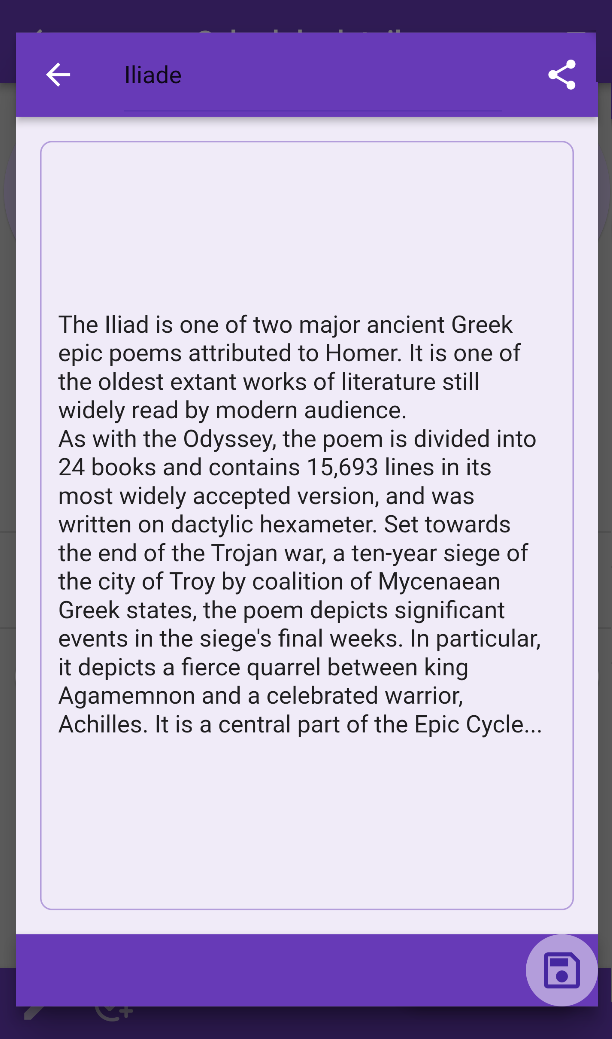 Iliade
The Iliad is one of two major ancient Greek
epic poems attributed to Homer. It is one of
the oldest extant works of literature still
widely read by modern audience.
As with the Odyssey, the poem is divided into
24 books and contains 15,693 lines in its
most widely accepted version, and was
written on dactylic hexameter. Set towards
the end of the Trojan war, a ten-year siege of
the city of Troy by coalition of Mycenaean
Greek states, the poem depicts significant
events in the siege's final weeks. In particular,
it depicts a fierce quarrel between king
Agamemnon and a celebrated warrior,
Achilles. It is a central part of the Epic Cycle...